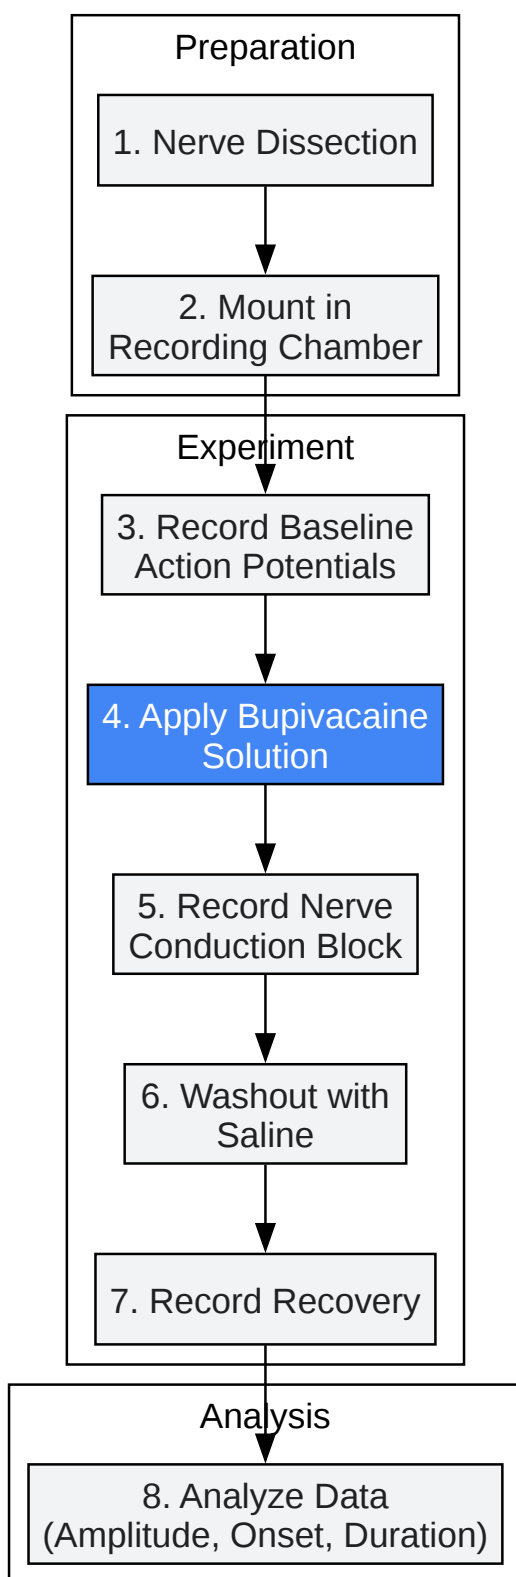 Preparation
1. Nerve Dissection
2. Mount in
Recording Chamber
Experiment
3. Record Baseline
Action Potentials
4. Apply Bupivacaine
Solution
5. Record Nerve
Conduction Block
6. Washout with
Saline
7. Record Recovery
Analysis
8. Analyze Data
(Amplitude, Onset, Duration)